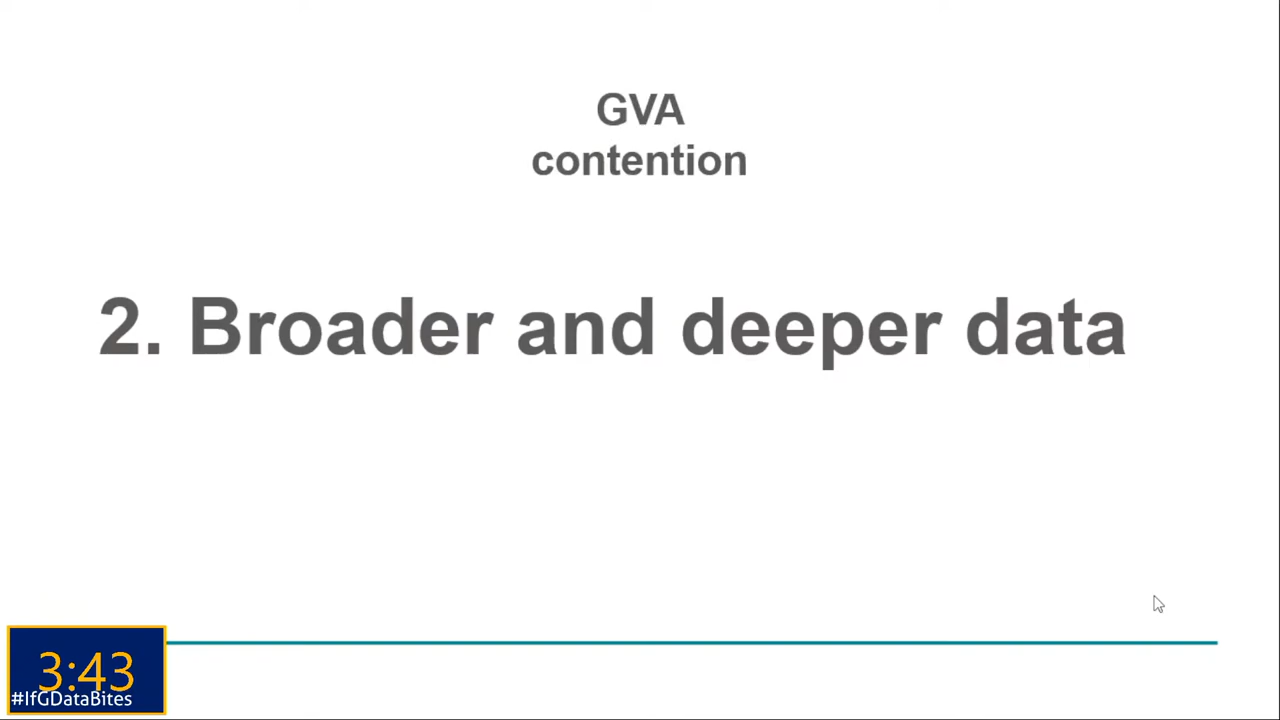 GVA
contention
2. Broader and deeper data
3:43
#IfGDataBites